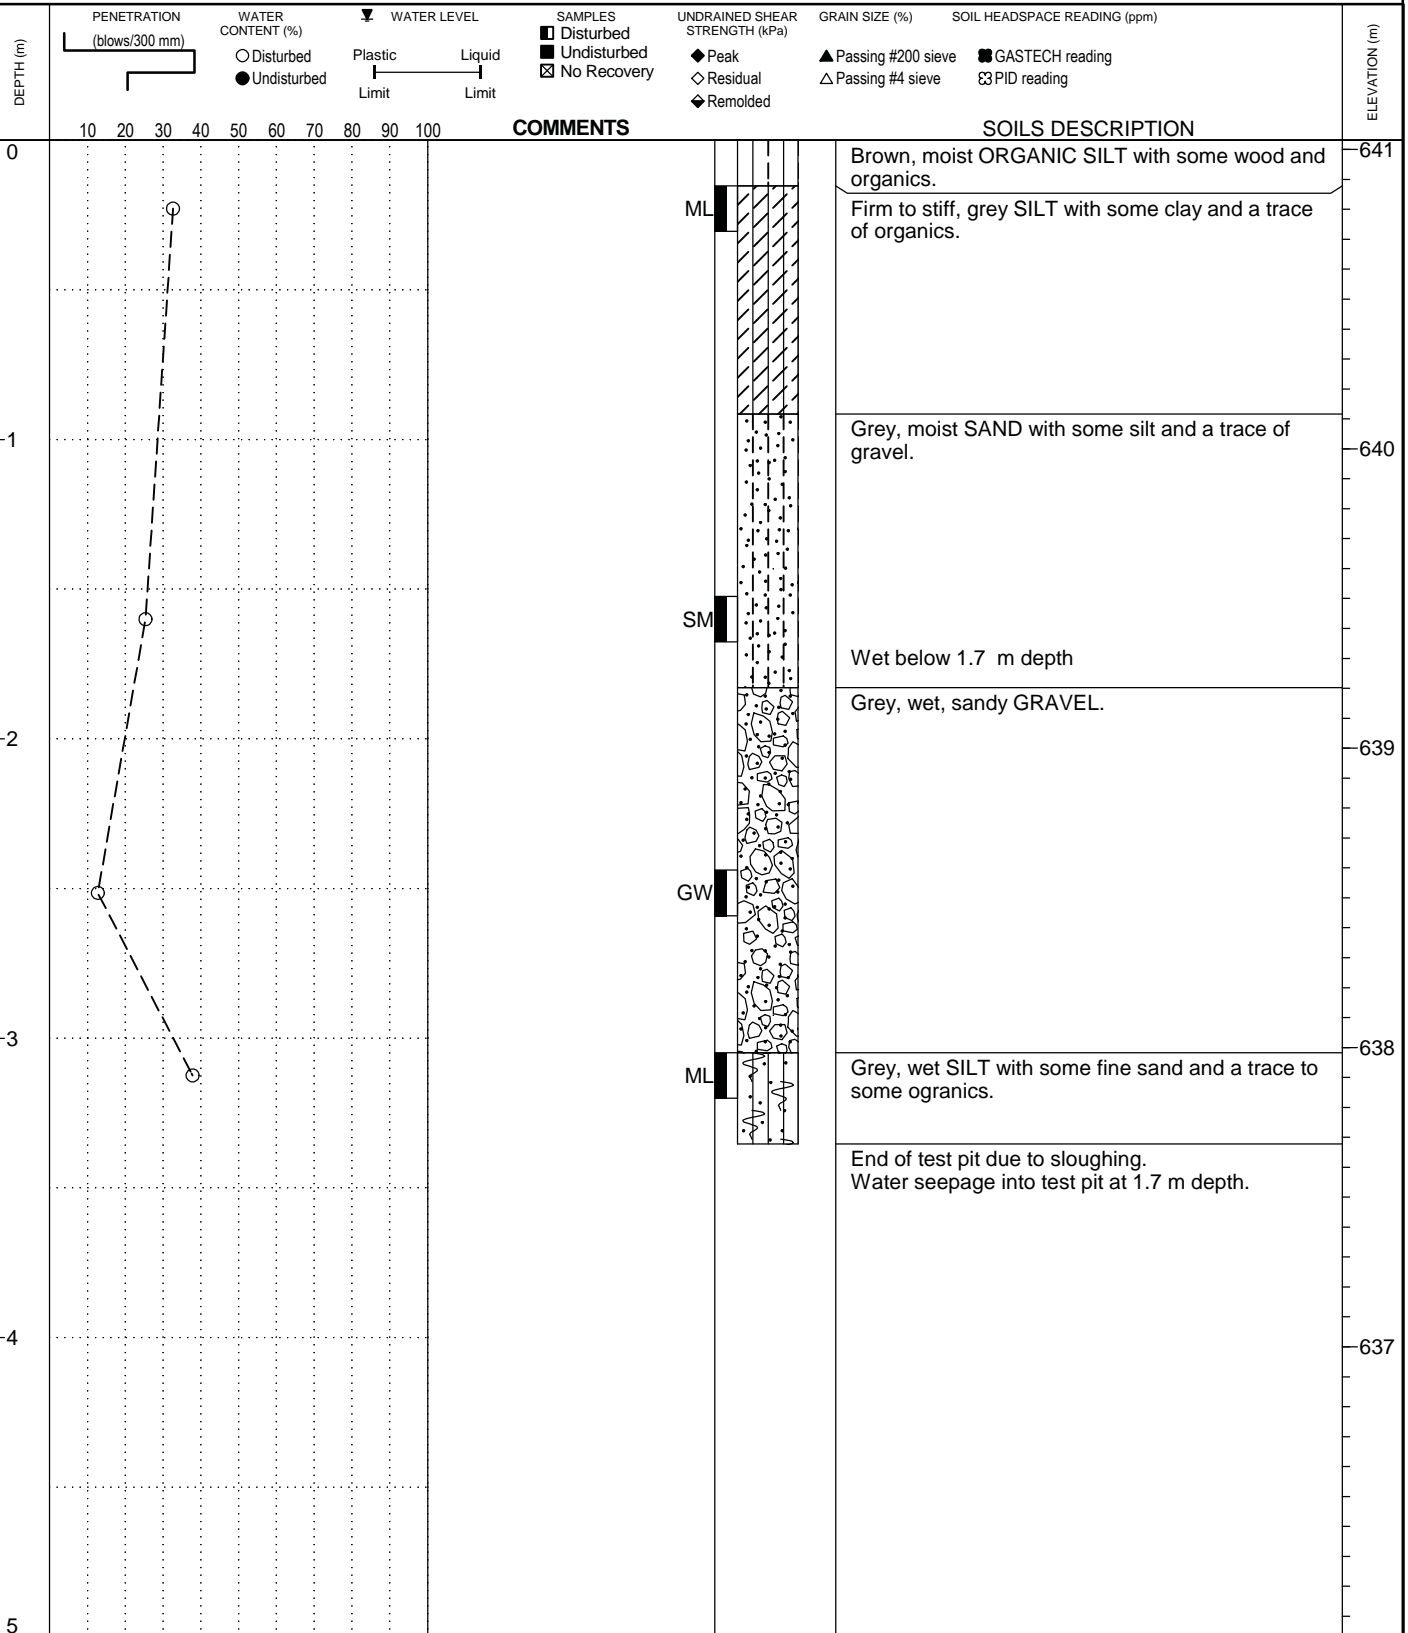 DEPTH (m)
PENETRATION
(blows/300 mm)
WATER
CONTENT (%)
Disturbed
Undisturbed
WATER LEVEL
Plastic Liquid
Limit Limit
SAMPLES
Disturbed
Undisturbed
No Recovery
UNDRAINED SHEAR
STRENGTH (kPa)
Peak
Residual
Remolded
GRAIN SIZE (%)
Passing #200 sieve
Passing #4 sieve
SOIL HEADSPACE READING (ppm)
GASTECH reading
PID reading
ELEVATION (m)
10 20 30 40 50 60 70 80 90 100
COMMENTS
SOILS DESCRIPTION
0
641
Brown, moist ORGANIC SILT with some wood and
organics.
ML
Firm to stiff, grey SILT with some clay and a trace
of organics.
1
Grey, moist SAND with some silt and a trace of
gravel.
640
SM
Wet below 1.7 m depth
Grey, wet, sandy GRAVEL.
2
639
GW
3
638
ML
Grey, wet SILT with some fine sand and a trace to
some ogranics.
End of test pit due to sloughing.
Water seepage into test pit at 1.7 m depth.
4
637
5